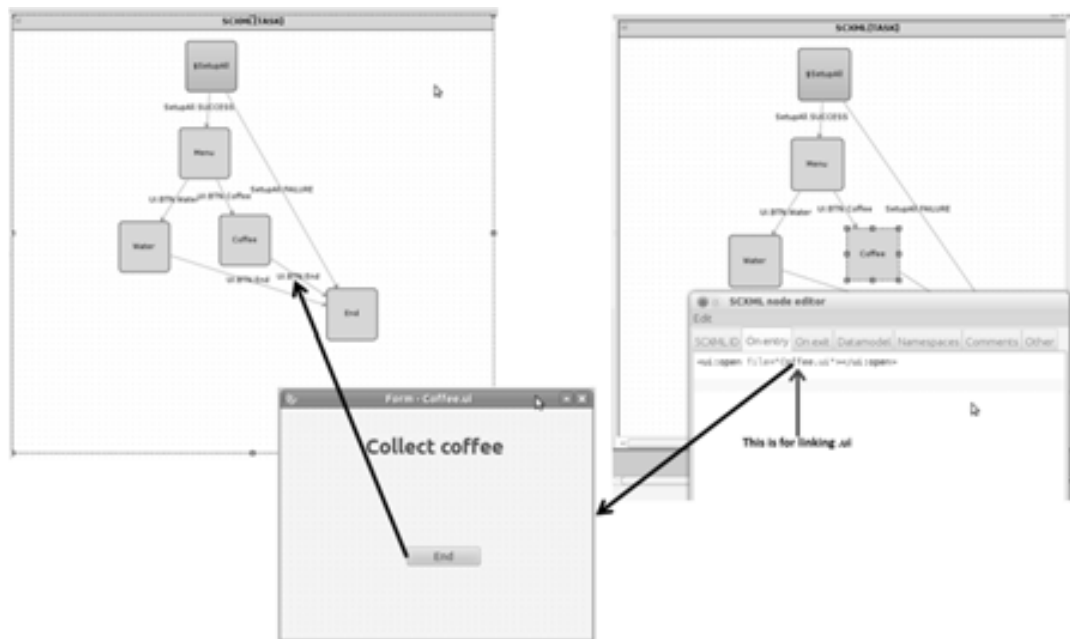 SCXML[TASK]
$SetupAll
SetupAll.SUCCESS
Menu
UI.BTN.Water
UI.BTN.Coffee
SetupAll.FAILURE
Water
Coffee
UI.BTN.End
UI.BTN.End
End
SCXML[TASK]
$SetupAll
SetupAll.SUCCESS
Menu
UI.BTN.Water
UI.BTN.Coffee
SetupAll.FAILURE
Water
Coffee
SCXML node editor
Edit
SCXML ID On entry On exit Datamodel Namespaces Comments Other
<ui:open file="Coffee.ui"></ui:open>
This is for linking .ui
Form - Coffee.ui
Collect coffee
End